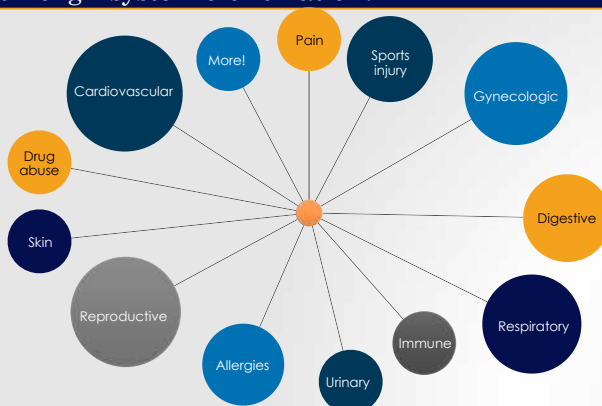 Pain
Sports
injury
More!
Cardiovascular
Gynecologic
Drug
abuse
Digestive
Skin
Reproductive
Respiratory
Immune
Allergies
Urinary